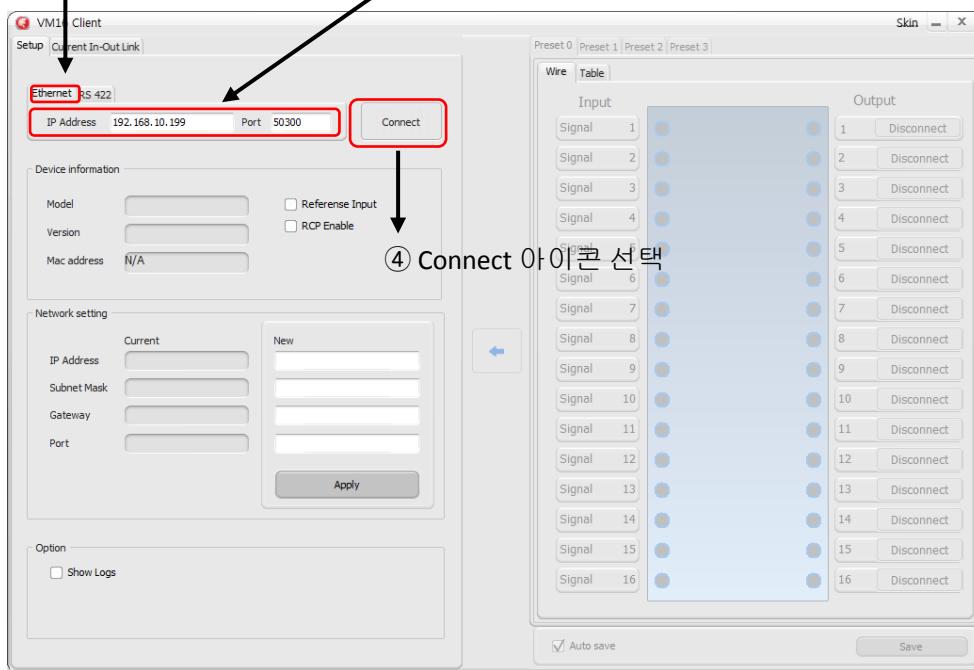 VM16 Client
Skin
Setup Current In-Out Link
Preset 0 Preset 1 Preset 2 Preset 3
Ethernet RS 422
IP Address 192.168.10.199 Port 50300
Connect
Device information
Model
Referense Input
Version
RCP Enable
Mac address N/A
④ Connect 아이콘 선택
Network setting
Current New
IP Address
Subnet Mask
Gateway
Port
Apply
Option
Show Logs
Wire Table
Input Output
Signal 1 1 Disconnect
Signal 2 2 Disconnect
Signal 3 3 Disconnect
Signal 4 4 Disconnect
Signal 5 5 Disconnect
Signal 6 6 Disconnect
Signal 7 7 Disconnect
Signal 8 8 Disconnect
Signal 9 9 Disconnect
Signal 10 10 Disconnect
Signal 11 11 Disconnect
Signal 12 12 Disconnect
Signal 13 13 Disconnect
Signal 14 14 Disconnect
Signal 15 15 Disconnect
Signal 16 16 Disconnect
Auto save
Save